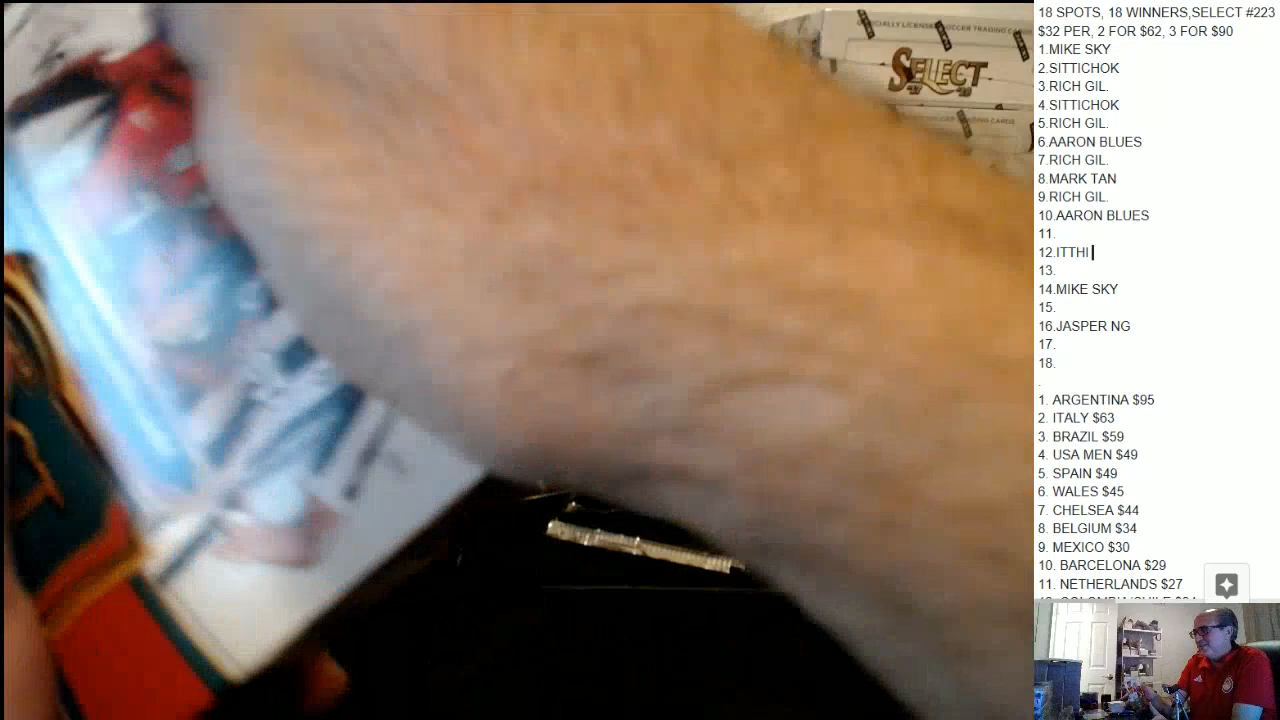 OFFICIALLY LICENSED SOCCER TRADING
SELECT
18 SPOTS, 18 WINNERS,SELECT #223
$32 PER, 2 FOR $62, 3 FOR $90
1.MIKE SKY
2.SITTICHOK
3.RICH GIL.
4.SITTICHOK
5.RICH GIL.
6.AARON BLUES
7.RICH GIL.
8.MARK TAN
9.RICH GIL.
10.AARON BLUES
11.
12.ITTHI
13.
14.MIKE SKY
15.
16.JASPER NG
17.
18.
.
1. ARGENTINA $95
2. ITALY $63
3. BRAZIL $59
4. USA MEN $49
5. SPAIN $49
6. WALES $45
7. CHELSEA $44
8. BELGIUM $34
9. MEXICO $30
10. BARCELONA $29
11. NETHERLANDS $27